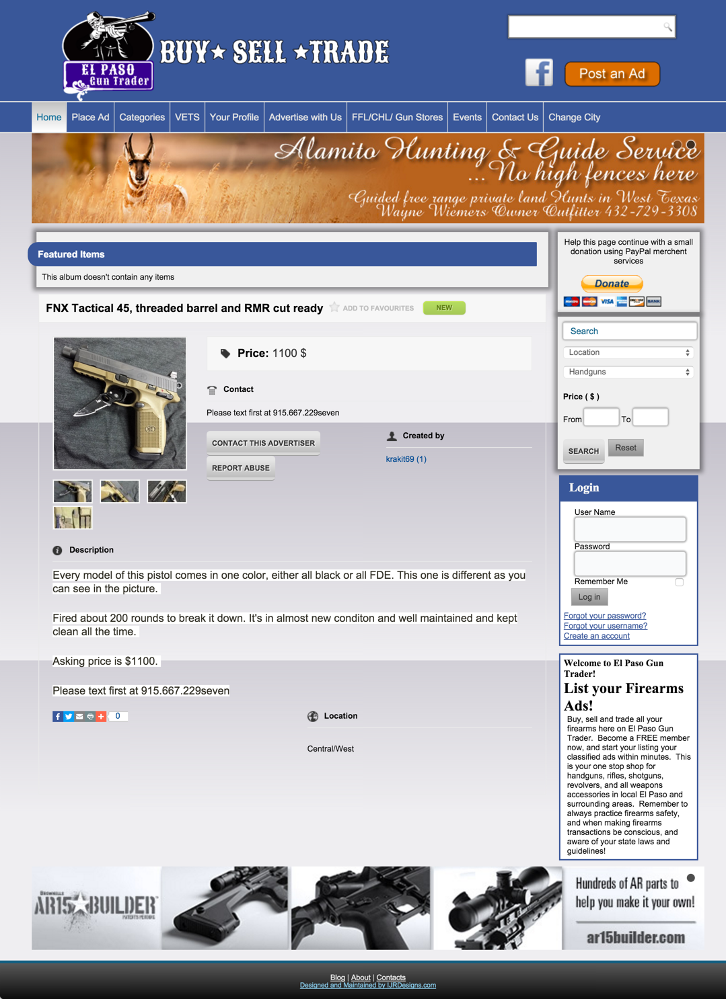 EL PASO
Gun Trader
BUY★ SELL ★TRADE
Post an Ad
Home
Place Ad
Categories
VETS
Your Profile
Advertise with Us
FFL/CHL/ Gun Stores
Events
Contact Us
Change City
Alamito Hunting & Guide Service
... No high fences here
Guided free range private land Hunts in West Texas
Wayne Wiemers Owner Outfitter 432-729-3308
Featured Items
This album doesn't contain any items
FNX Tactical 45, threaded barrel and RMR cut ready
ADD TO FAVOURITES
NEW
Price: 1100 $
Contact
Please text first at 915.667.229seven
CONTACT THIS ADVERTISER
REPORT ABUSE
Created by
krakit69 (1)
Description
Every model of this pistol comes in one color, either all black or all FDE. This one is different as you
can see in the picture.
Fired about 200 rounds to break it down. It's in almost new conditon and well maintained and kept
clean all the time.
Asking price is $1100.
Please text first at 915.667.229seven
0
Location
Central/West
Help this page continue with a small
donation using PayPal merchent
services
Donate
VISA
BANK
Search
Location
Handguns
Price ( $ )
From
To
SEARCH
Reset
Login
User Name
Password
Remember Me
Log in
Forgot your password?
Forgot your username?
Create an account
Welcome to El Paso Gun
Trader!
List your Firearms
Ads!
Buy, sell and trade all your
firearms here on El Paso Gun
Trader.  Become a FREE member
now, and start your listing your
classified ads within minutes.  This
is your one stop shop for
handguns, rifles, shotguns,
revolvers, and all weapons
accessories in local El Paso and
surrounding areas.  Remember to
always practice firearms safety,
and when making firearms
transactions be conscious, and
aware of your state laws and
guidelines!
BROWNELLS
AR15★BUILDER™
PATENTS PENDING
Hundreds of AR parts to
help you make it your own!
ar15builder.com
Blog | About | Contacts
Designed and Maintained by IJRDesigns.com